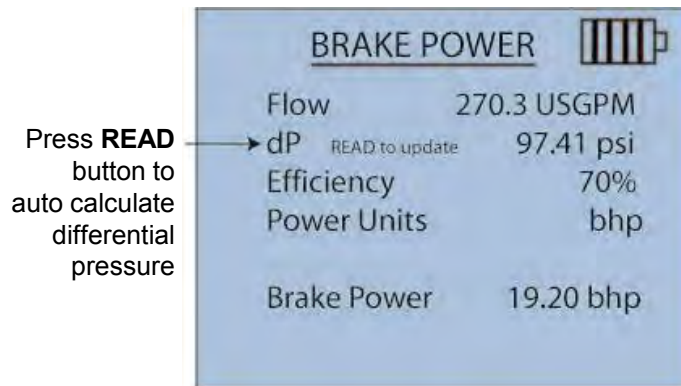 BRAKE POWER
Flow 270.3 USGPM
dP READ to update 97.41 psi
Efficiency 70%
Power Units bhp
Brake Power 19.20 bhp
Press READ
button to
auto calculate
differential
pressure